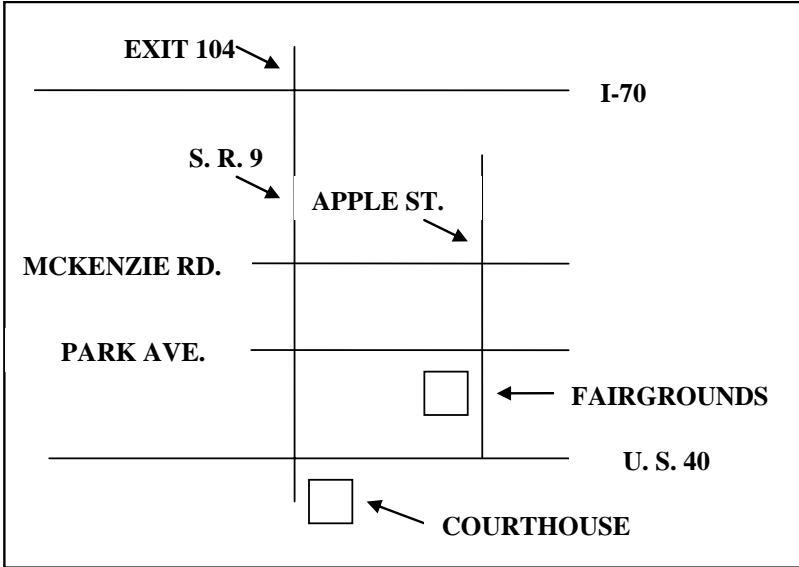 EXIT 104
I-70
S. R. 9
APPLE ST.
MCKENZIE RD.
PARK AVE.
FAIRGROUNDS
U. S. 40
COURTHOUSE